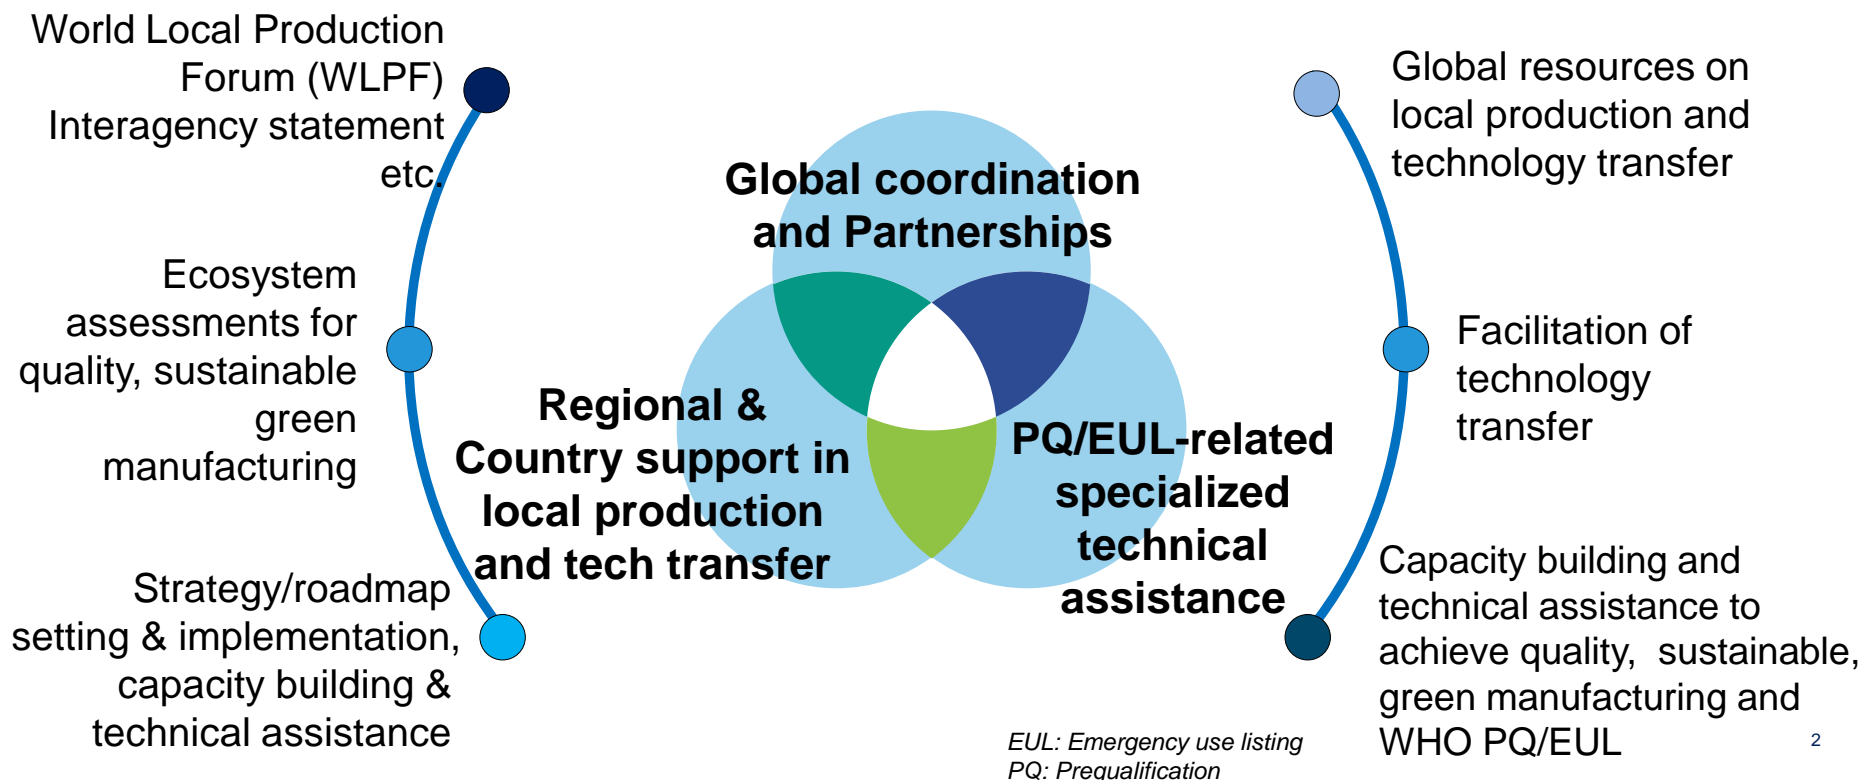 World Local Production
Forum (WLPF)
Interagency statement
etc.
Ecosystem
assessments for
quality, sustainable
green
manufacturing
Strategy/roadmap
setting & implementation,
capacity building &
technical assistance
Global coordination
and Partnerships
Regional &
Country support in
local production
and tech transfer
PQ/EUL-related
specialized
technical
assistance
Global resources on
local production and
technology transfer
Facilitation of
technology
transfer
Capacity building and
technical assistance to
achieve quality,  sustainable,
green manufacturing and
WHO PQ/EUL
EUL: Emergency use listing
PQ: Prequalification
2